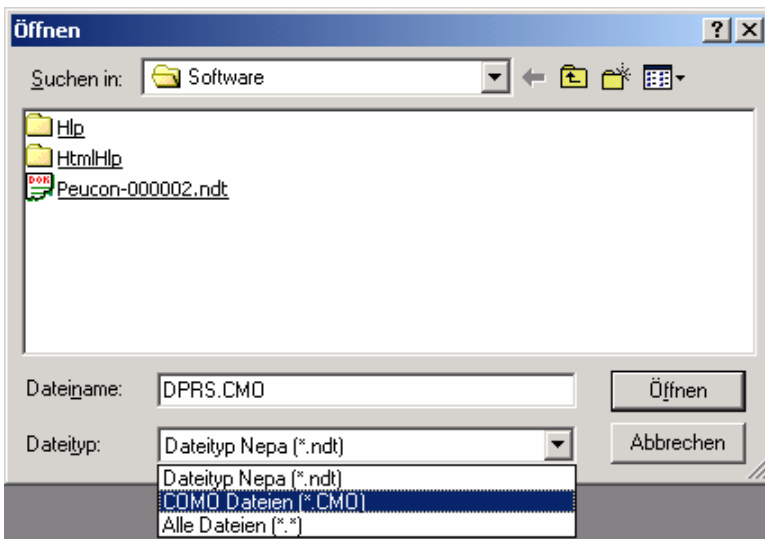 Öffnen
Suchen in: Software
Hlp
HtmlHlp
DOK
Peucon-000002.ndt
Dateiname: DPRS.CMO Öffnen
Dateityp: Dateityp Nepa (*.ndt) Abbrechen
Dateityp Nepa (*.ndt)
COMO Dateien (*.CMO)
Alle Dateien (*.*)